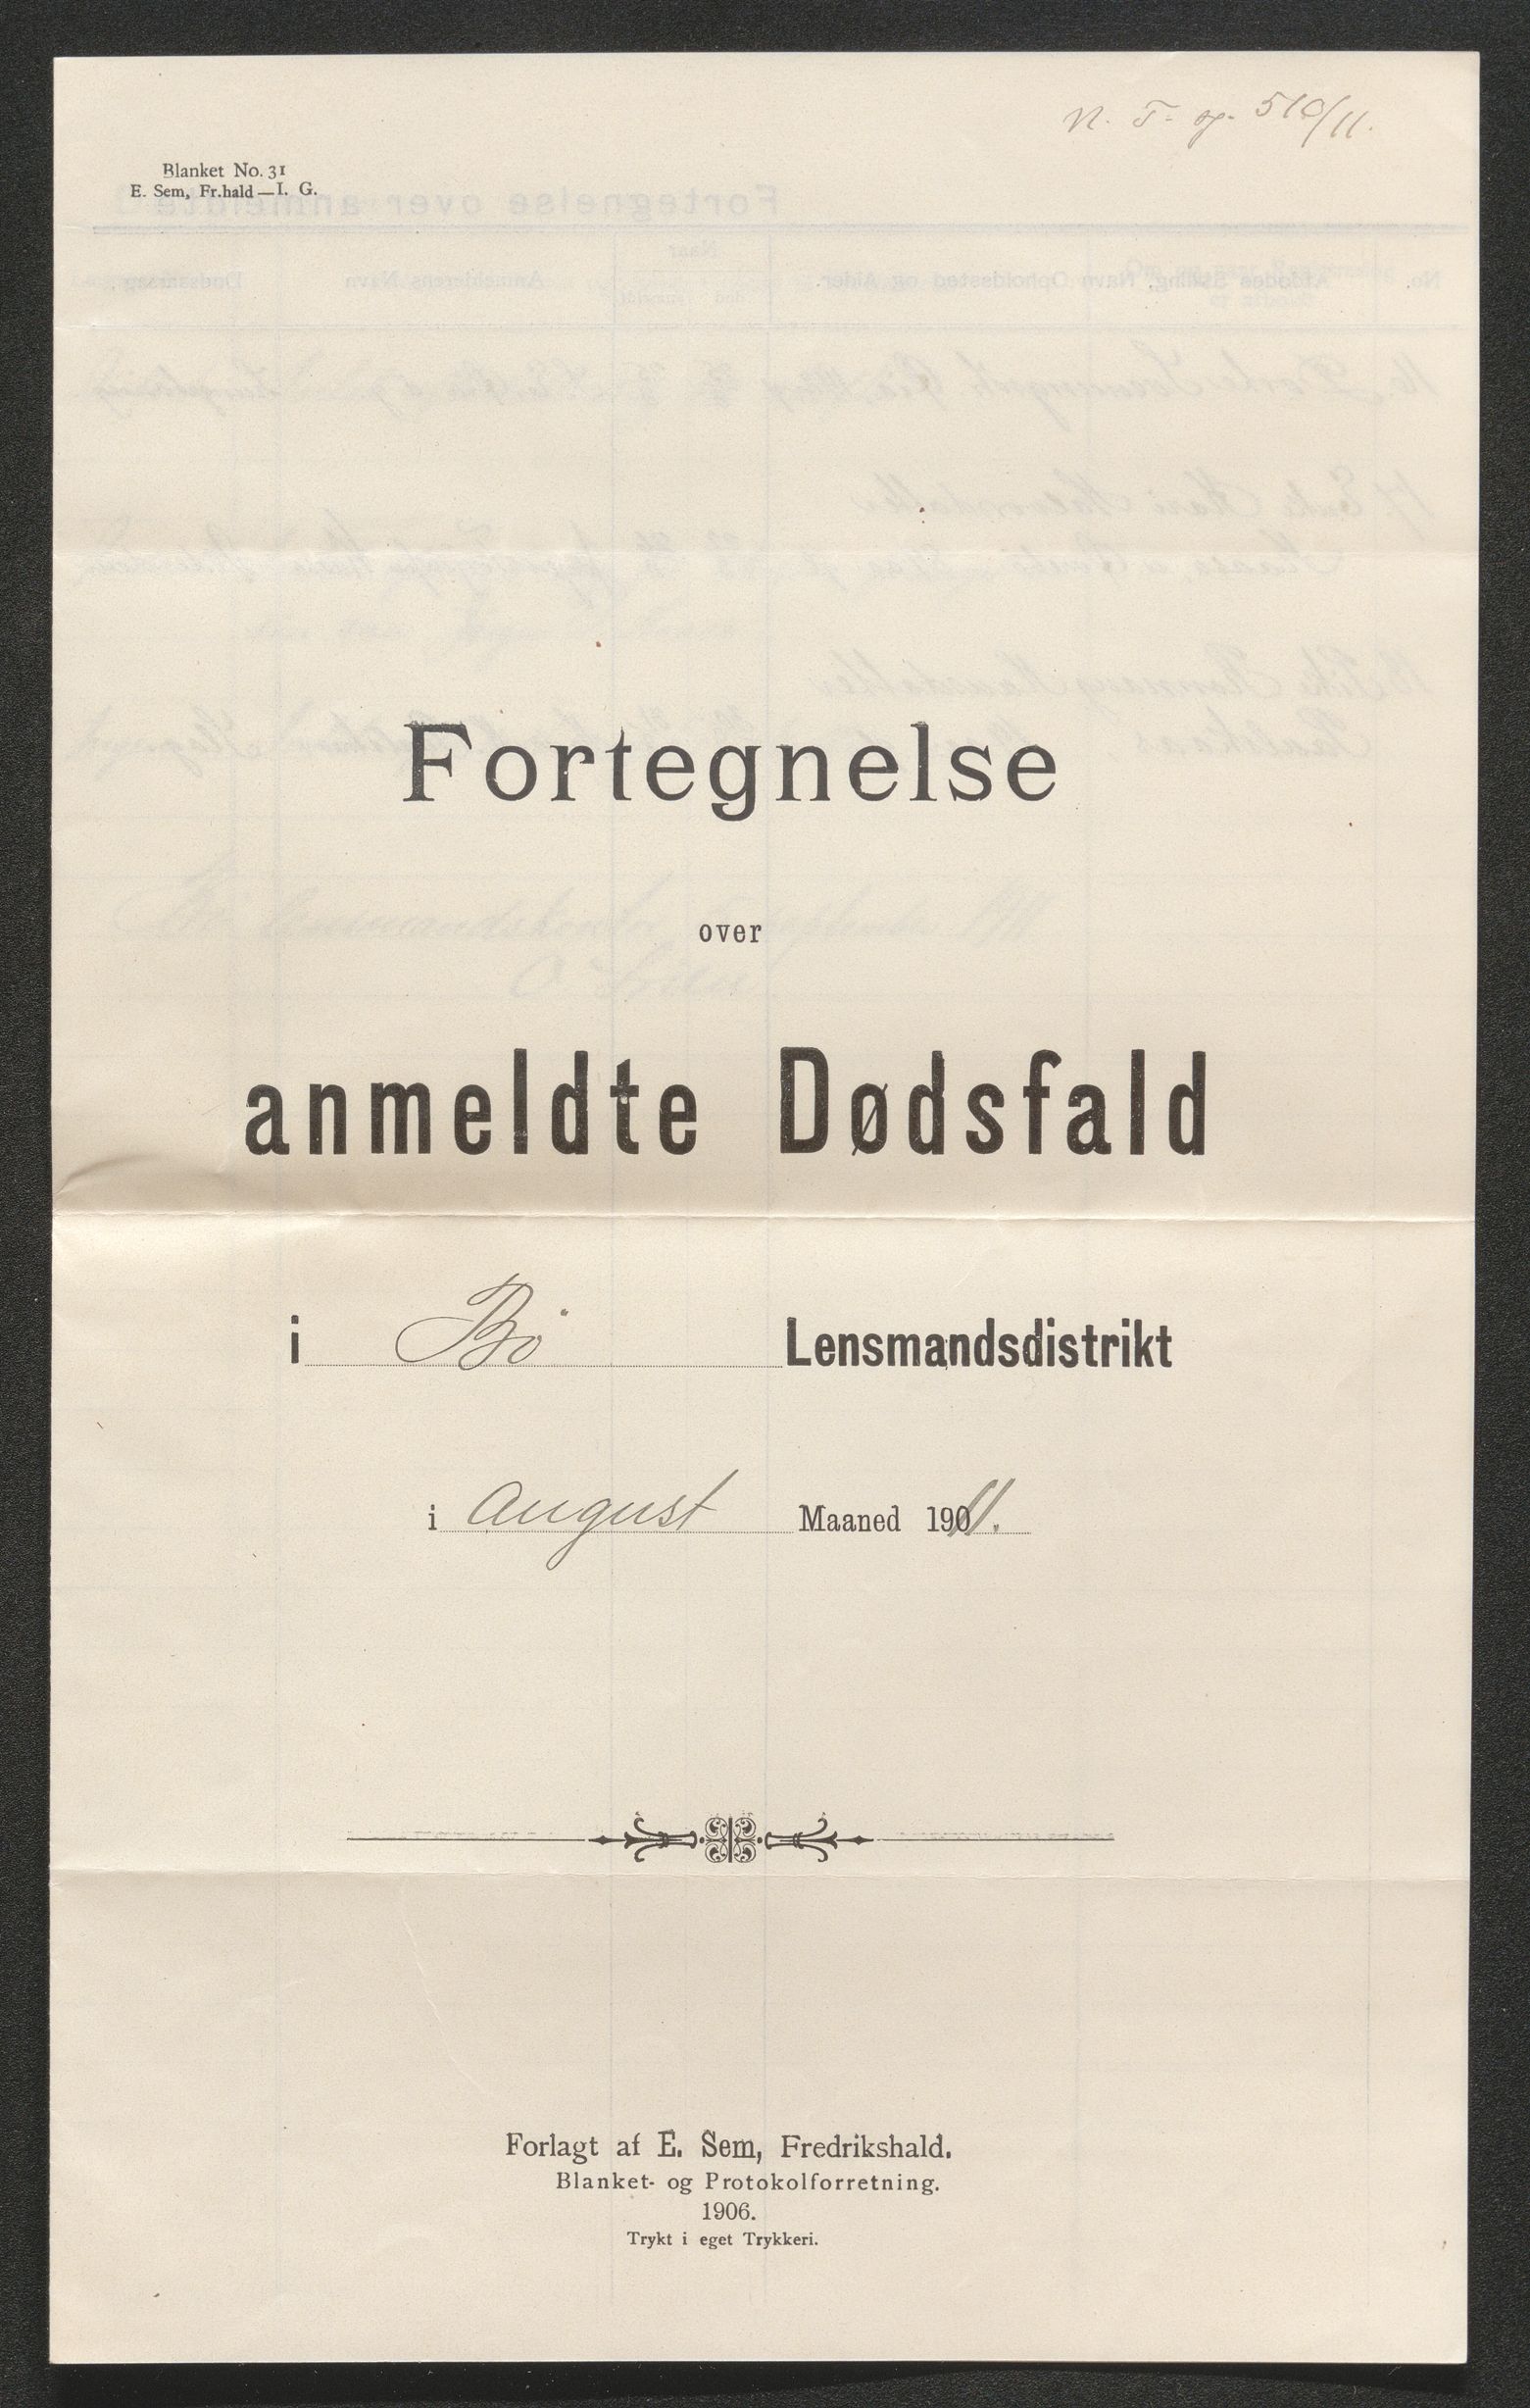 N. T. og. 510/11.
Blanket No. 31
E. Sem, Fr.hald—I. G.
Fortegnelse
over
anmeldte Dødsfald
i Bø Lensmandsdistrikt
i August Maaned 1911.
Forlagt af E. Sem, Fredrikshald.
Blanket- og Protokolforretning.
1906.
Trykt i eget Trykkeri.